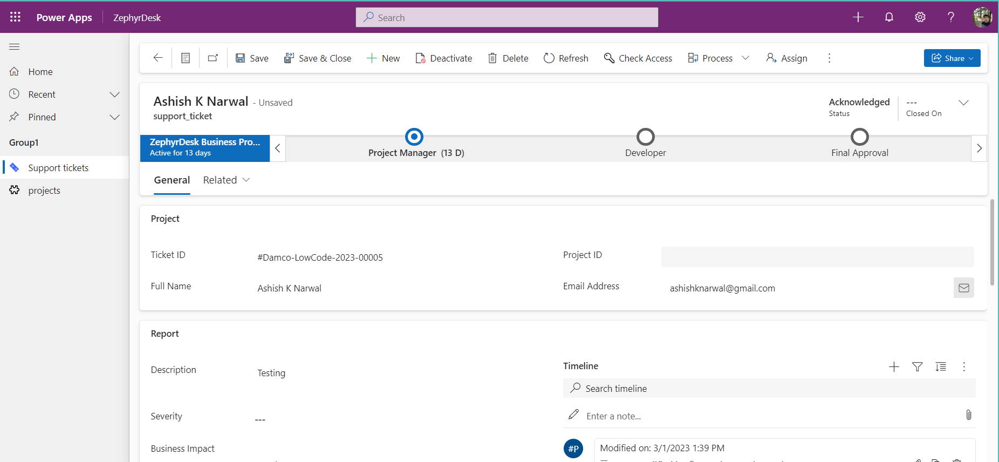 Power Apps
ZephyrDesk
Search
Home
Recent
Pinned
Group1
Support tickets
projects
Save
Save & Close
New
Deactivate
Delete
Refresh
Check Access
Process
Assign
Share
Ashish K Narwal - Unsaved
support_ticket
Acknowledged
Status
---
Closed On
ZephyrDesk Business Pro...
Active for 13 days
Project Manager (13 D)
Developer
Final Approval
General
Related
Project
Ticket ID
#Damco-LowCode-2023-00005
Project ID
Full Name
Ashish K Narwal
Email Address
ashishknarwal@gmail.com
Report
Description
Testing
Severity
---
Business Impact
Timeline
Search timeline
Enter a note...
#P
Modified on: 3/1/2023 1:39 PM